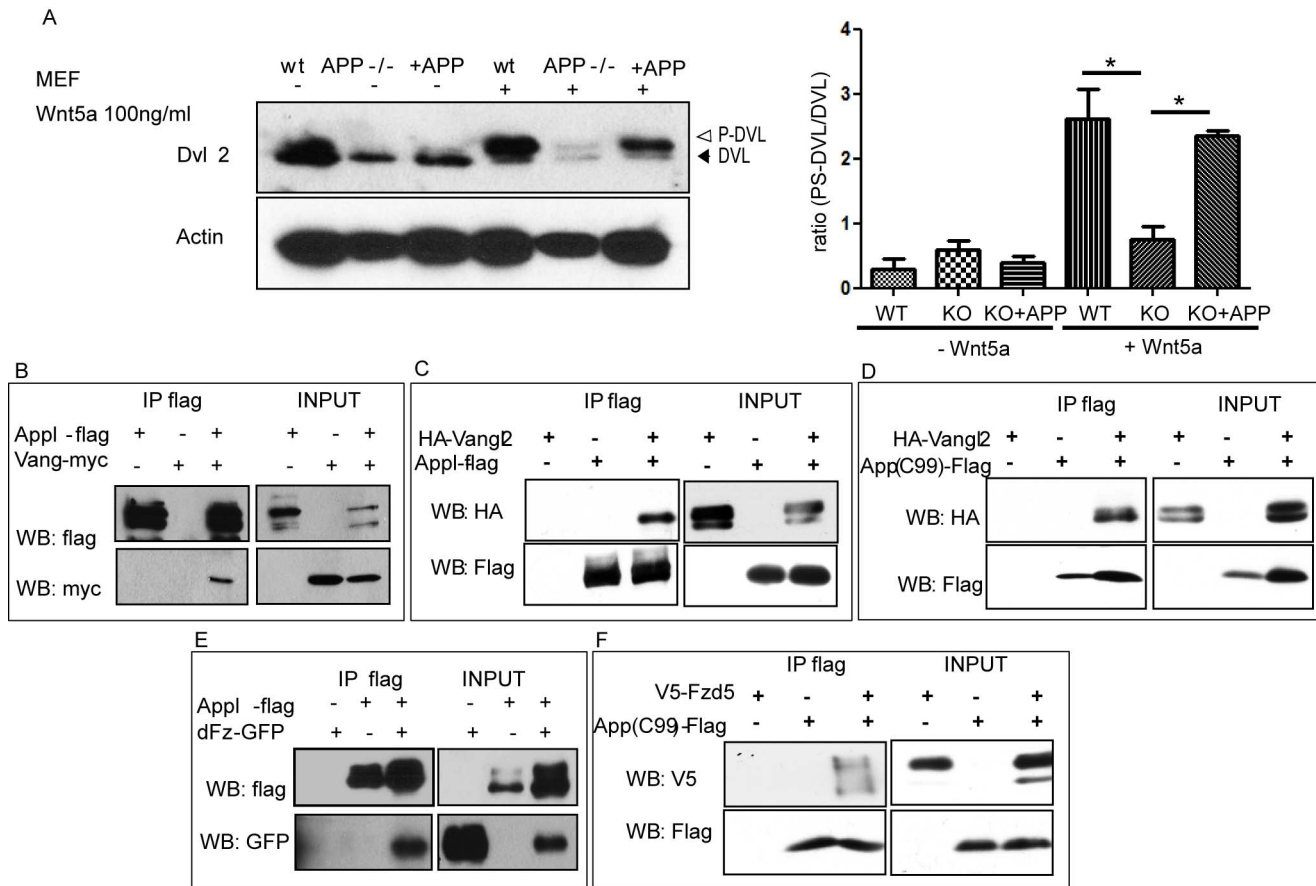 A
wt APP -/- +APP wt APP -/- +APP
MEF - - - + + +
Wnt5a 100ng/ml
P-DVL
Dvl 2
DVL
Actin
ratio (PS-DVL/DVL)
4
3
2
1
0
* *
WT KO KO+APP WT KO KO+APP
- Wnt5a + Wnt5a
B
IP flag INPUT
Appl -flag + - + + - +
Vang-myc - + + - + +
WB: flag
WB: myc
C
IP flag INPUT
HA-Vangl2 + - + + - +
Appl-flag - + + - + +
WB: HA
WB: Flag
D
IP flag INPUT
HA-Vangl2 + - + + - +
App(C99)-Flag - + + - + +
WB: HA
WB: Flag
E
IP flag INPUT
Appl -flag - + + - + +
dFz-GFP + - + + - +
WB: flag
WB: GFP
F
IP flag INPUT
V5-Fzd5 + - + + - +
App(C99)-Flag - + + - + +
WB: V5
WB: Flag